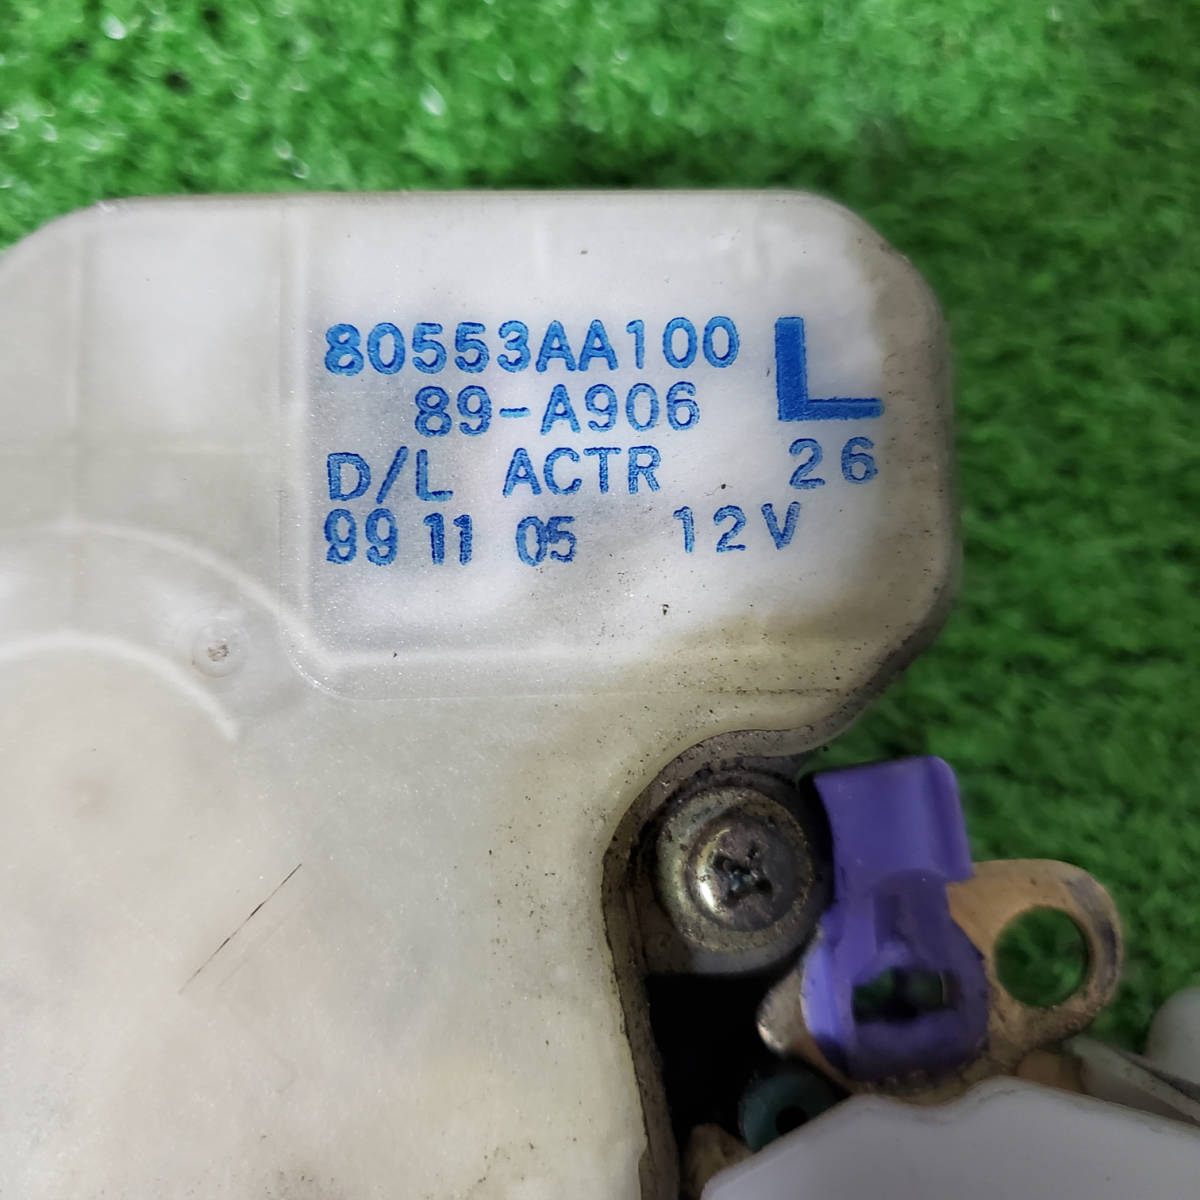 80553AA100 L
89-A906
D/L ACTR 26
99 11 05 12V